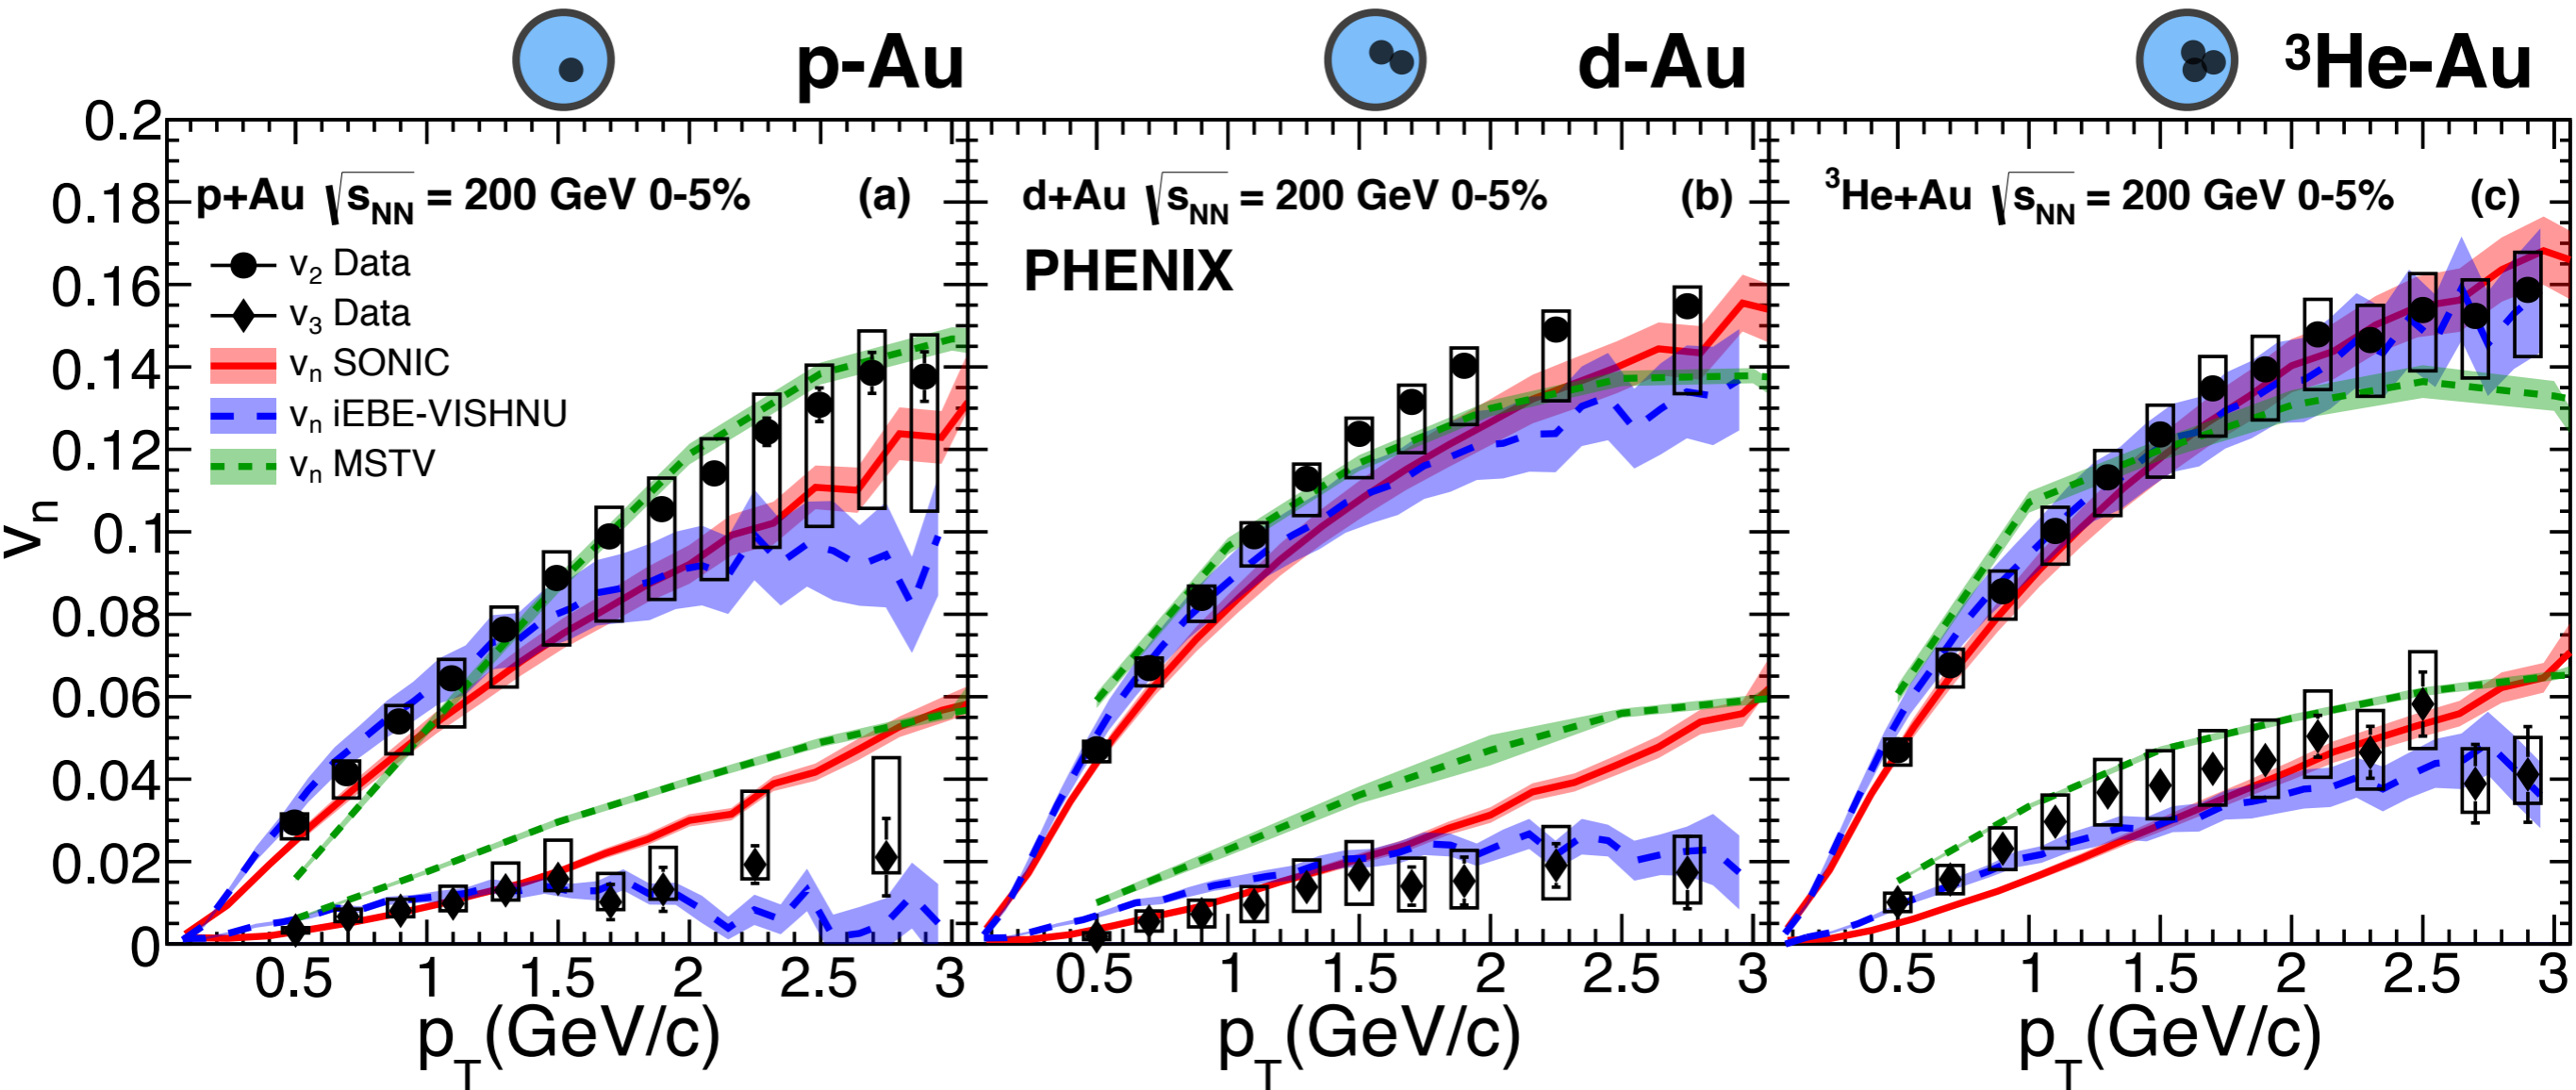 p-Au
d-Au
³He-Au
p+Au √sNN = 200 GeV 0-5% (a)
v2 Data
v3 Data
vn SONIC
vn iEBE-VISHNU
vn MSTV
d+Au √sNN = 200 GeV 0-5% (b)
PHENIX
³He+Au √sNN = 200 GeV 0-5% (c)
vn
0.2
0.18
0.16
0.14
0.12
0.1
0.08
0.06
0.04
0.02
0
0.5 1 1.5 2 2.5 3
0.5 1 1.5 2 2.5 3
0.5 1 1.5 2 2.5 3
pT(GeV/c)
pT(GeV/c)
pT(GeV/c)